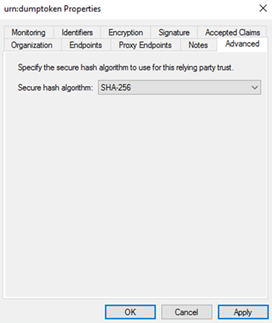 urn:dumptoken Properties
Monitoring Identifiers Encryption Signature Accepted Claims
Organization Endpoints Proxy Endpoints Notes Advanced
Specify the secure hash algorithm to use for this relying party trust.
Secure hash algorithm: SHA-256
OK Cancel Apply